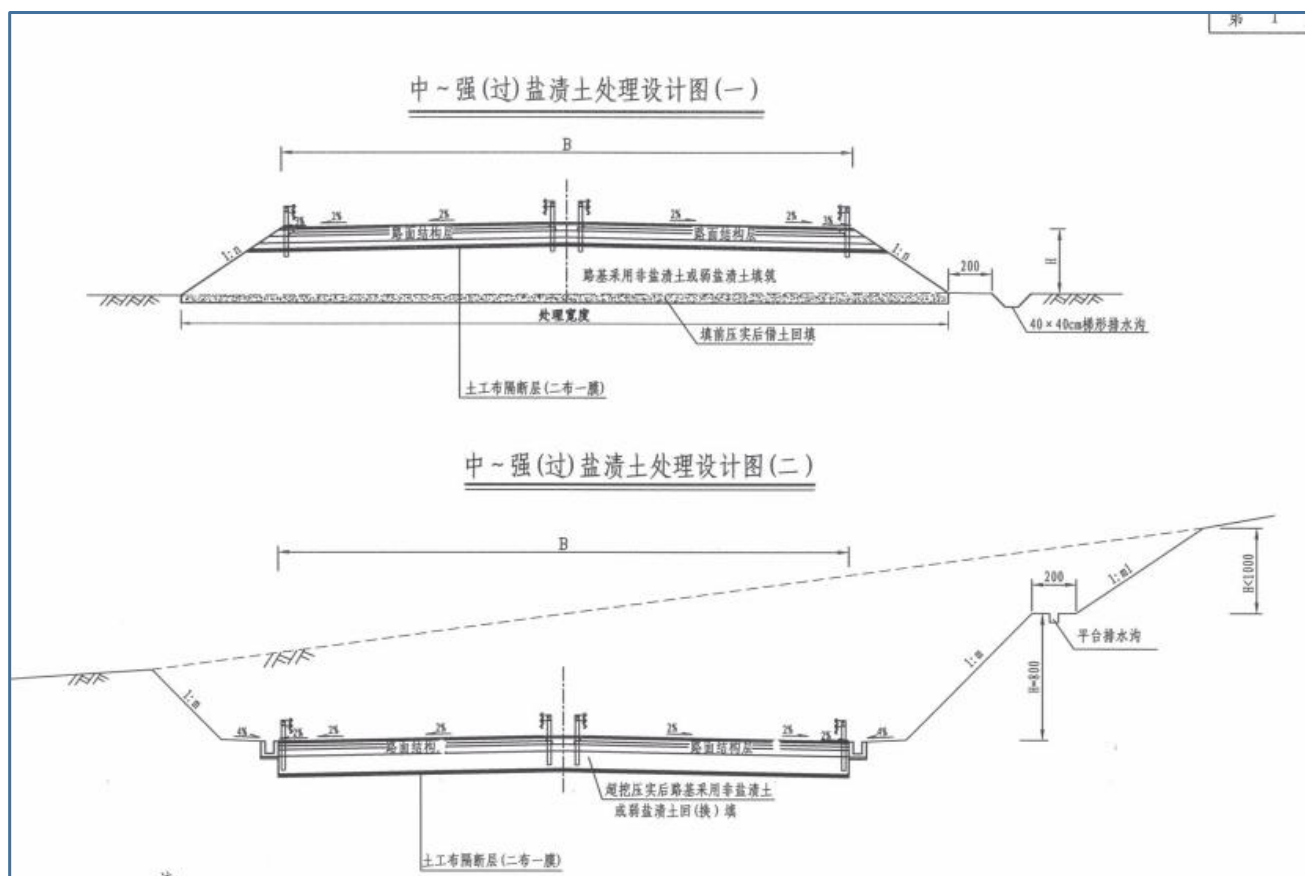 第 1
中~强(过)盐渍土处理设计图(一)
B
2% 2% 2% 2% 3%
路面结构层 路面结构层
1:n 1:n
H
200
路基采用非盐渍土或弱盐渍土填筑
处理宽度
填前压实后借土回填
40×40cm梯形排水沟
土工布隔断层(二布一膜)
中~强(过)盐渍土处理设计图(二)
B
200
1:m1
H<1000
平台排水沟
1:m
H=800
1:m
4% 2% 2% 2% 2% 2% 2% 4%
路面结构 路面结构层
超挖压实后路基采用非盐渍土
或弱盐渍土回(换)填
土工布隔断层(二布一膜)